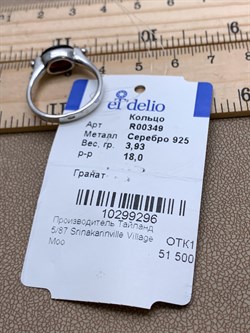 el delio
Кольцо
Арт R00349
Металл Серебро 925
Вес, гр. 3,93
р-р 18,0
Гранат
10299296
Производитель Тайланд
5/87 Srinakarinville Village
Moo
ОТК1
51 500